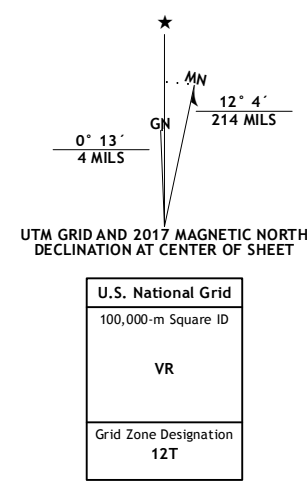 ★
MN
GN
12° 4´
214 MILS
0° 13´
4 MILS
UTM GRID AND 2017 MAGNETIC NORTH
DECLINATION AT CENTER OF SHEET
U.S. National Grid
100,000-m Square ID
VR
Grid Zone Designation
12T